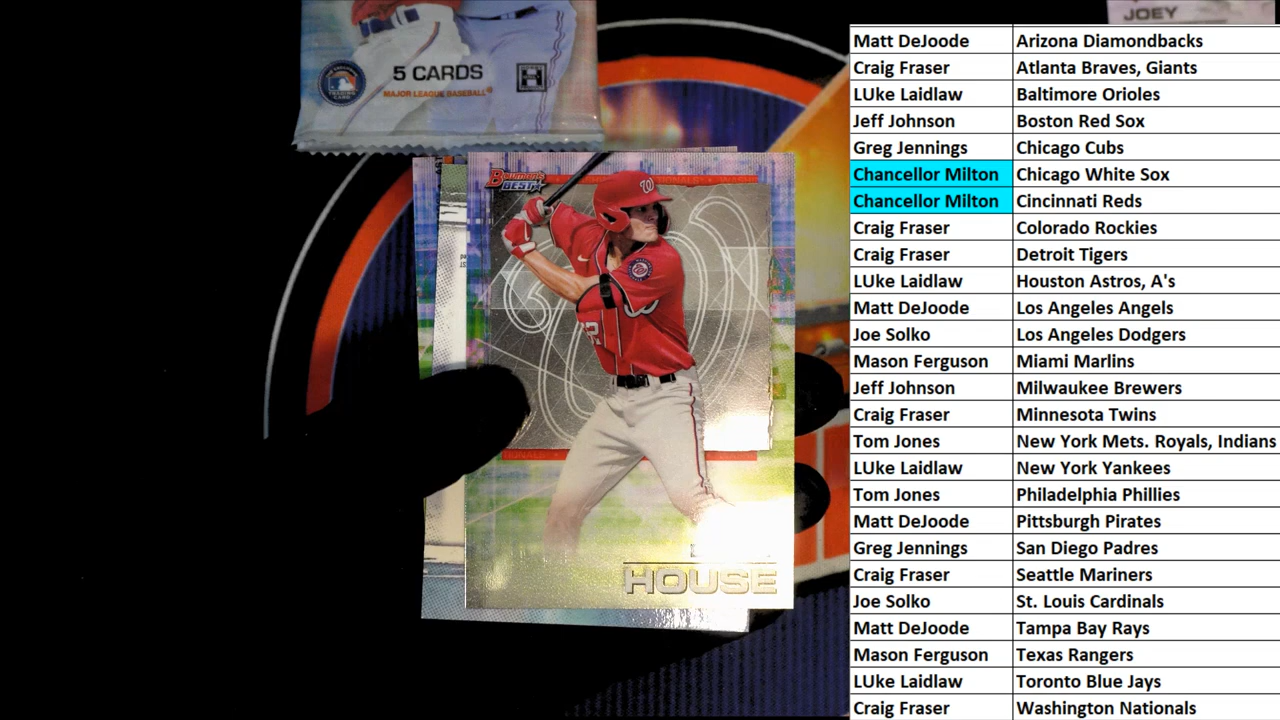 JOEY
5 CARDS
MAJOR LEAGUE BASEBALL
BOWMAN'S
BEST
HOUSE
Matt DeJoode Arizona Diamondbacks
Craig Fraser Atlanta Braves, Giants
LUke Laidlaw Baltimore Orioles
Jeff Johnson Boston Red Sox
Greg Jennings Chicago Cubs
Chancellor Milton Chicago White Sox
Chancellor Milton Cincinnati Reds
Craig Fraser Colorado Rockies
Craig Fraser Detroit Tigers
LUke Laidlaw Houston Astros, A's
Matt DeJoode Los Angeles Angels
Joe Solko Los Angeles Dodgers
Mason Ferguson Miami Marlins
Jeff Johnson Milwaukee Brewers
Craig Fraser Minnesota Twins
Tom Jones New York Mets. Royals, Indians
LUke Laidlaw New York Yankees
Tom Jones Philadelphia Phillies
Matt DeJoode Pittsburgh Pirates
Greg Jennings San Diego Padres
Craig Fraser Seattle Mariners
Joe Solko St. Louis Cardinals
Matt DeJoode Tampa Bay Rays
Mason Ferguson Texas Rangers
LUke Laidlaw Toronto Blue Jays
Craig Fraser Washington Nationals